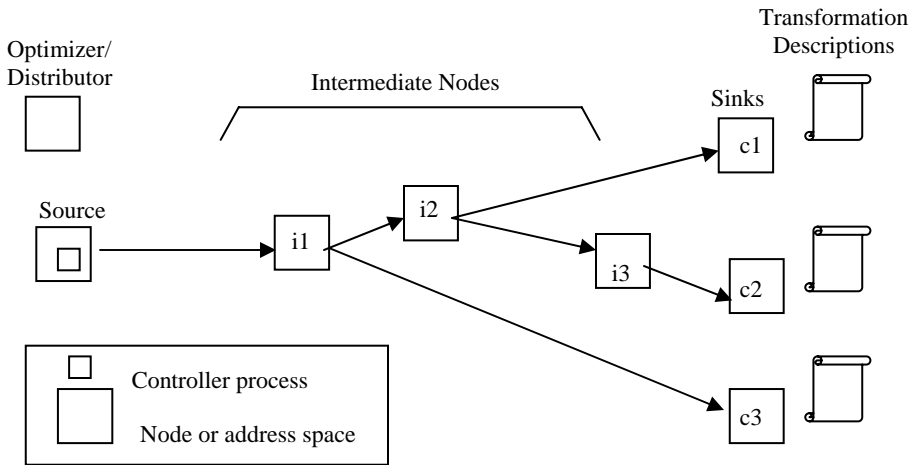 Transformation
Descriptions
Optimizer/
Distributor
Intermediate Nodes
Sinks
c1
Source
i2
i1
i3
c2
Controller process
c3
Node or address space